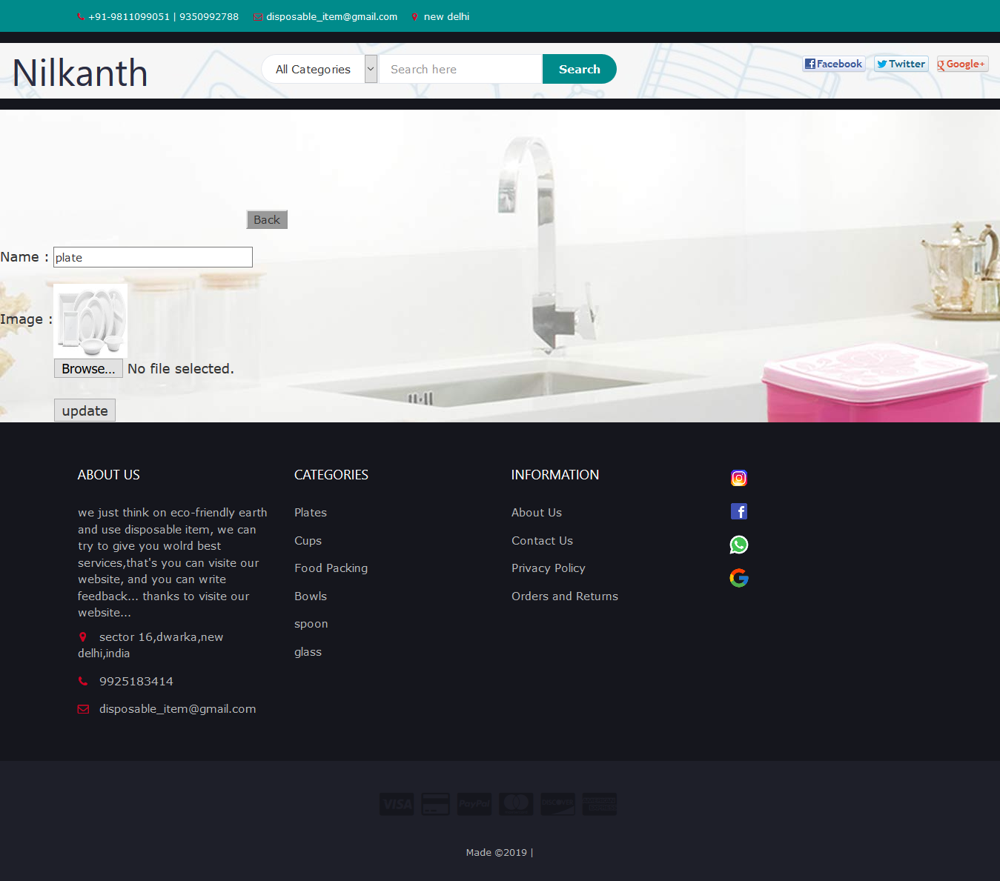 +91-9811099051 | 9350992788 disposable_item@gmail.com new delhi
Nilkanth
All Categories Search here Search
Facebook Twitter Google+
Back
Name : plate
Image :
Browse... No file selected.
update
ABOUT US
we just think on eco-friendly earth
and use disposable item, we can
try to give you wolrd best
services,that's you can visite our
website, and you can write
feedback... thanks to visite our
website...
sector 16,dwarka,new
delhi,india
9925183414
disposable_item@gmail.com
CATEGORIES
Plates
Cups
Food Packing
Bowls
spoon
glass
INFORMATION
About Us
Contact Us
Privacy Policy
Orders and Returns
VISA PayPal DISCOVER
Made ©2019 |